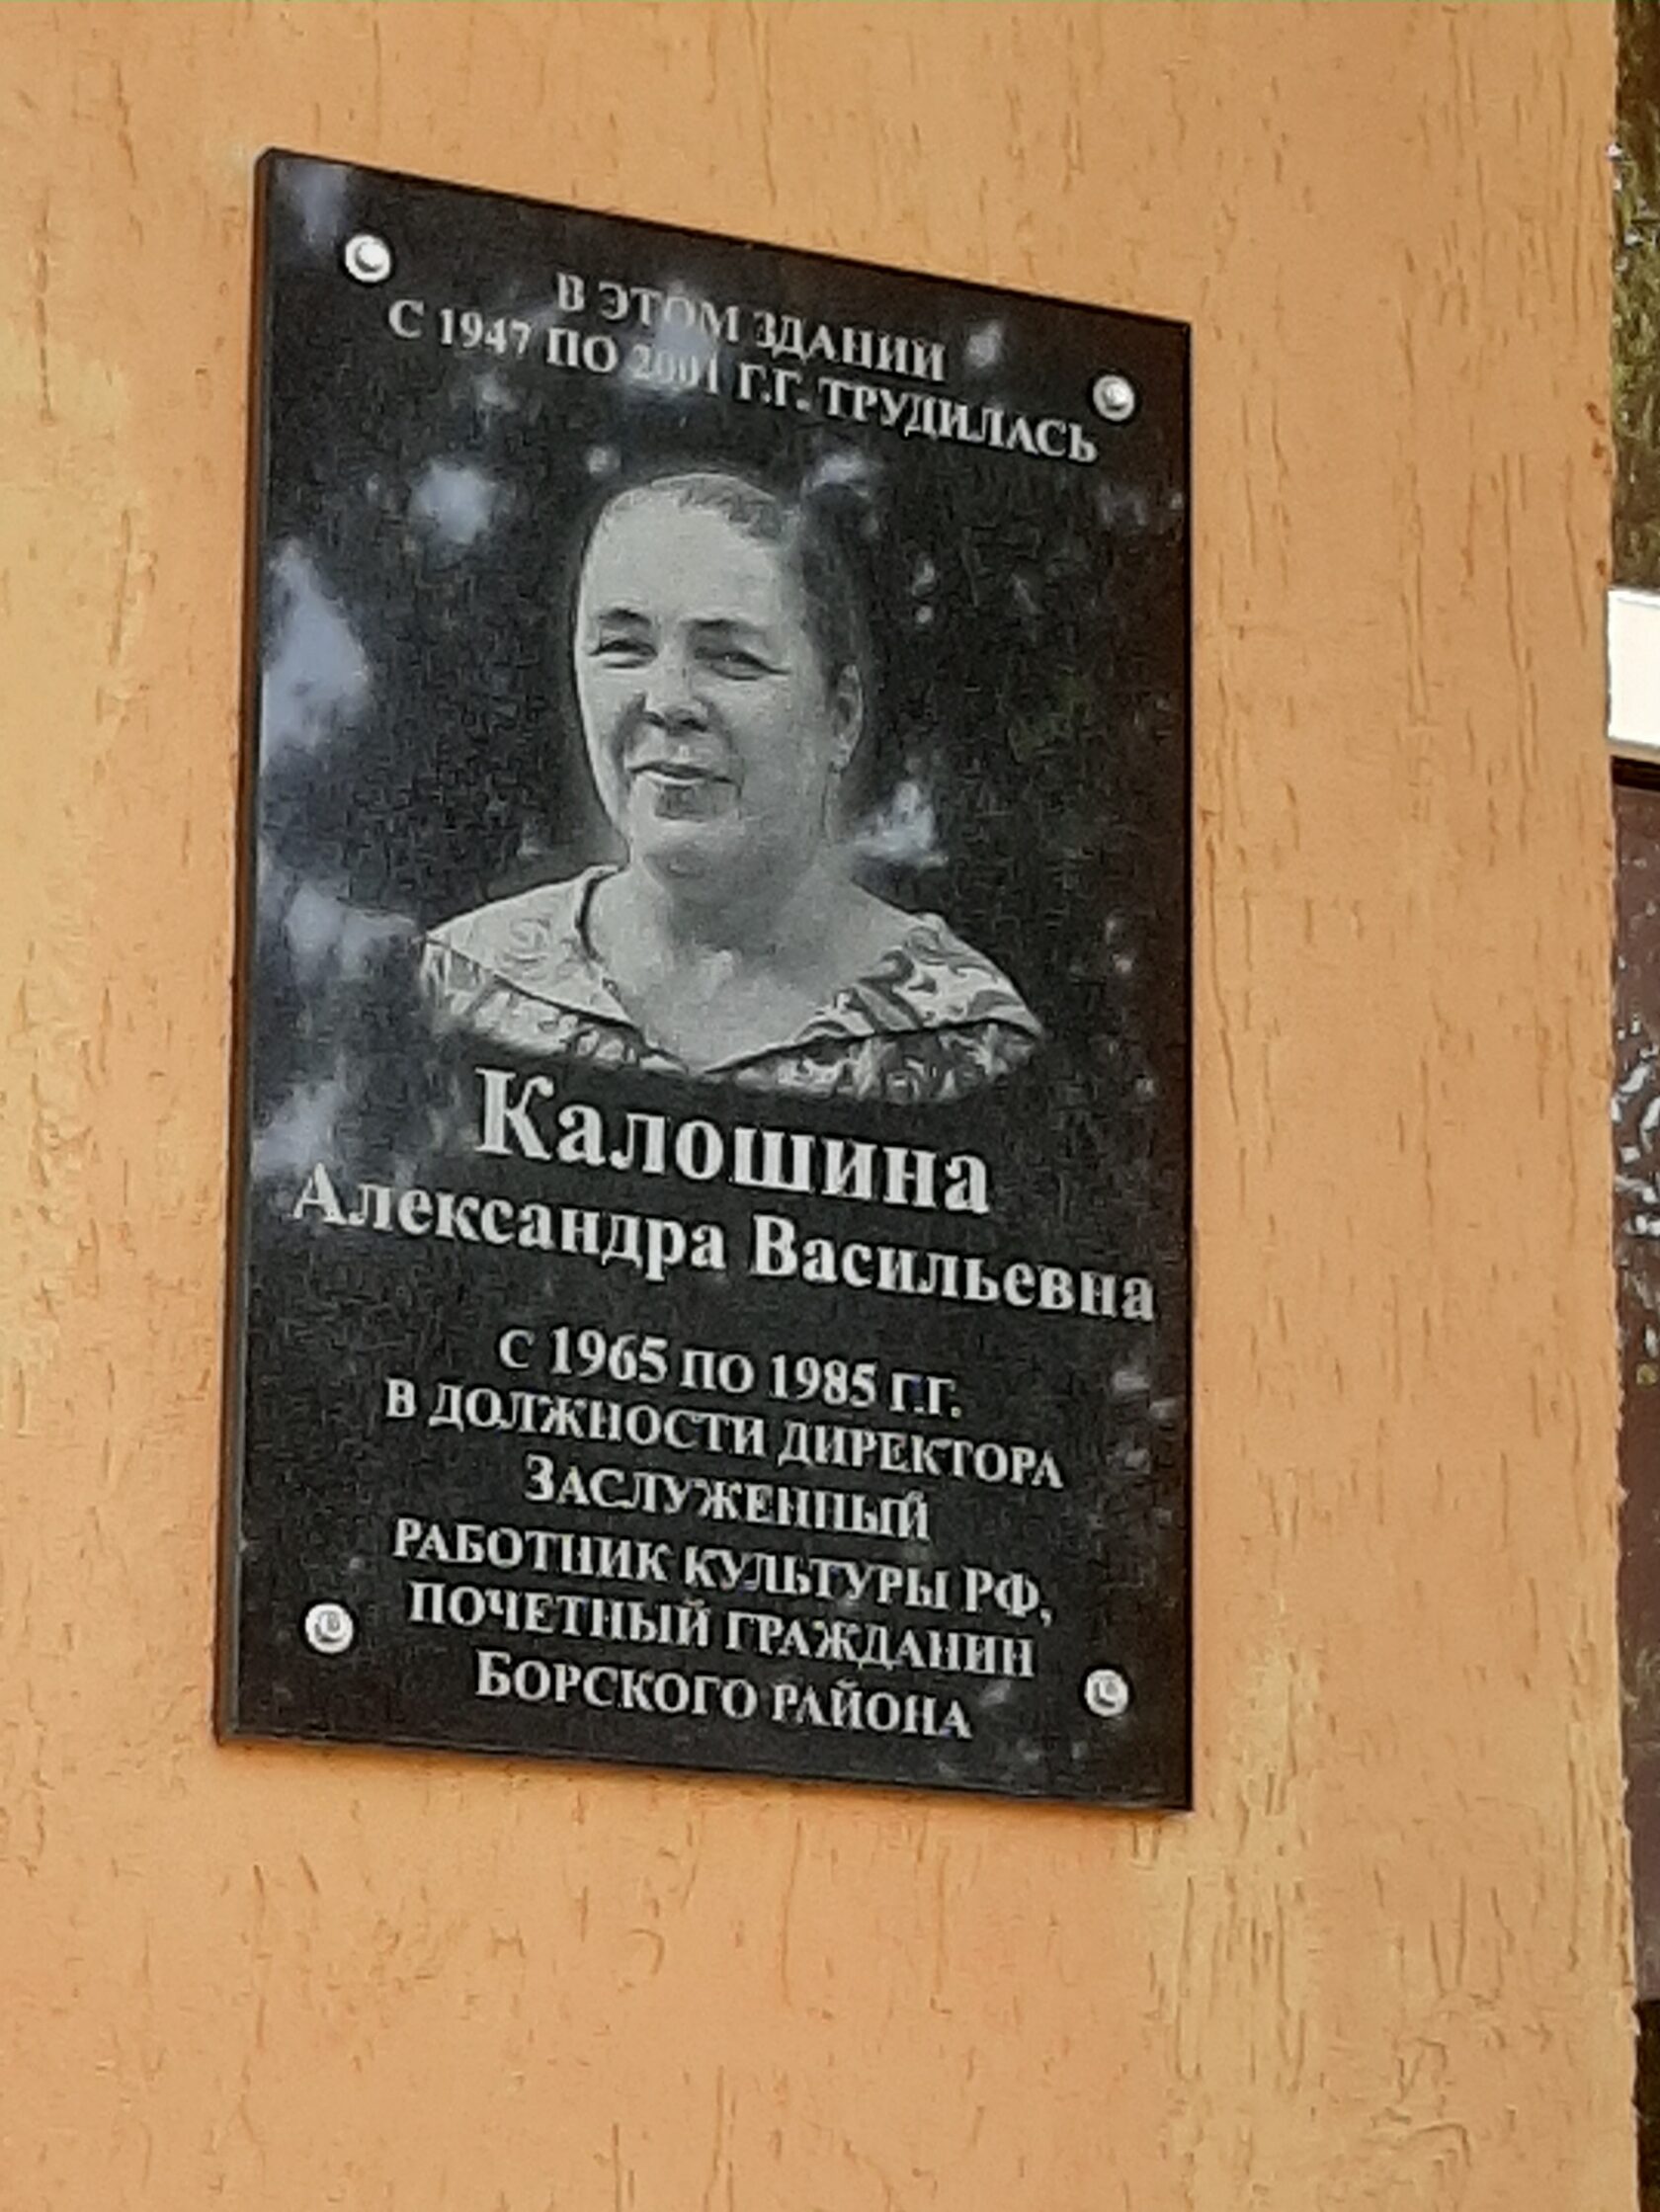 В ЭТОМ ЗДАНИИ
С 1947 ПО 2001 Г.Г. ТРУДИЛАСЬ
Калошина
Александра Васильевна
С 1965 ПО 1985 Г.Г.
В ДОЛЖНОСТИ ДИРЕКТОРА
ЗАСЛУЖЕННЫЙ
РАБОТНИК КУЛЬТУРЫ РФ,
ПОЧЕТНЫЙ ГРАЖДАНИН
БОРСКОГО РАЙОНА